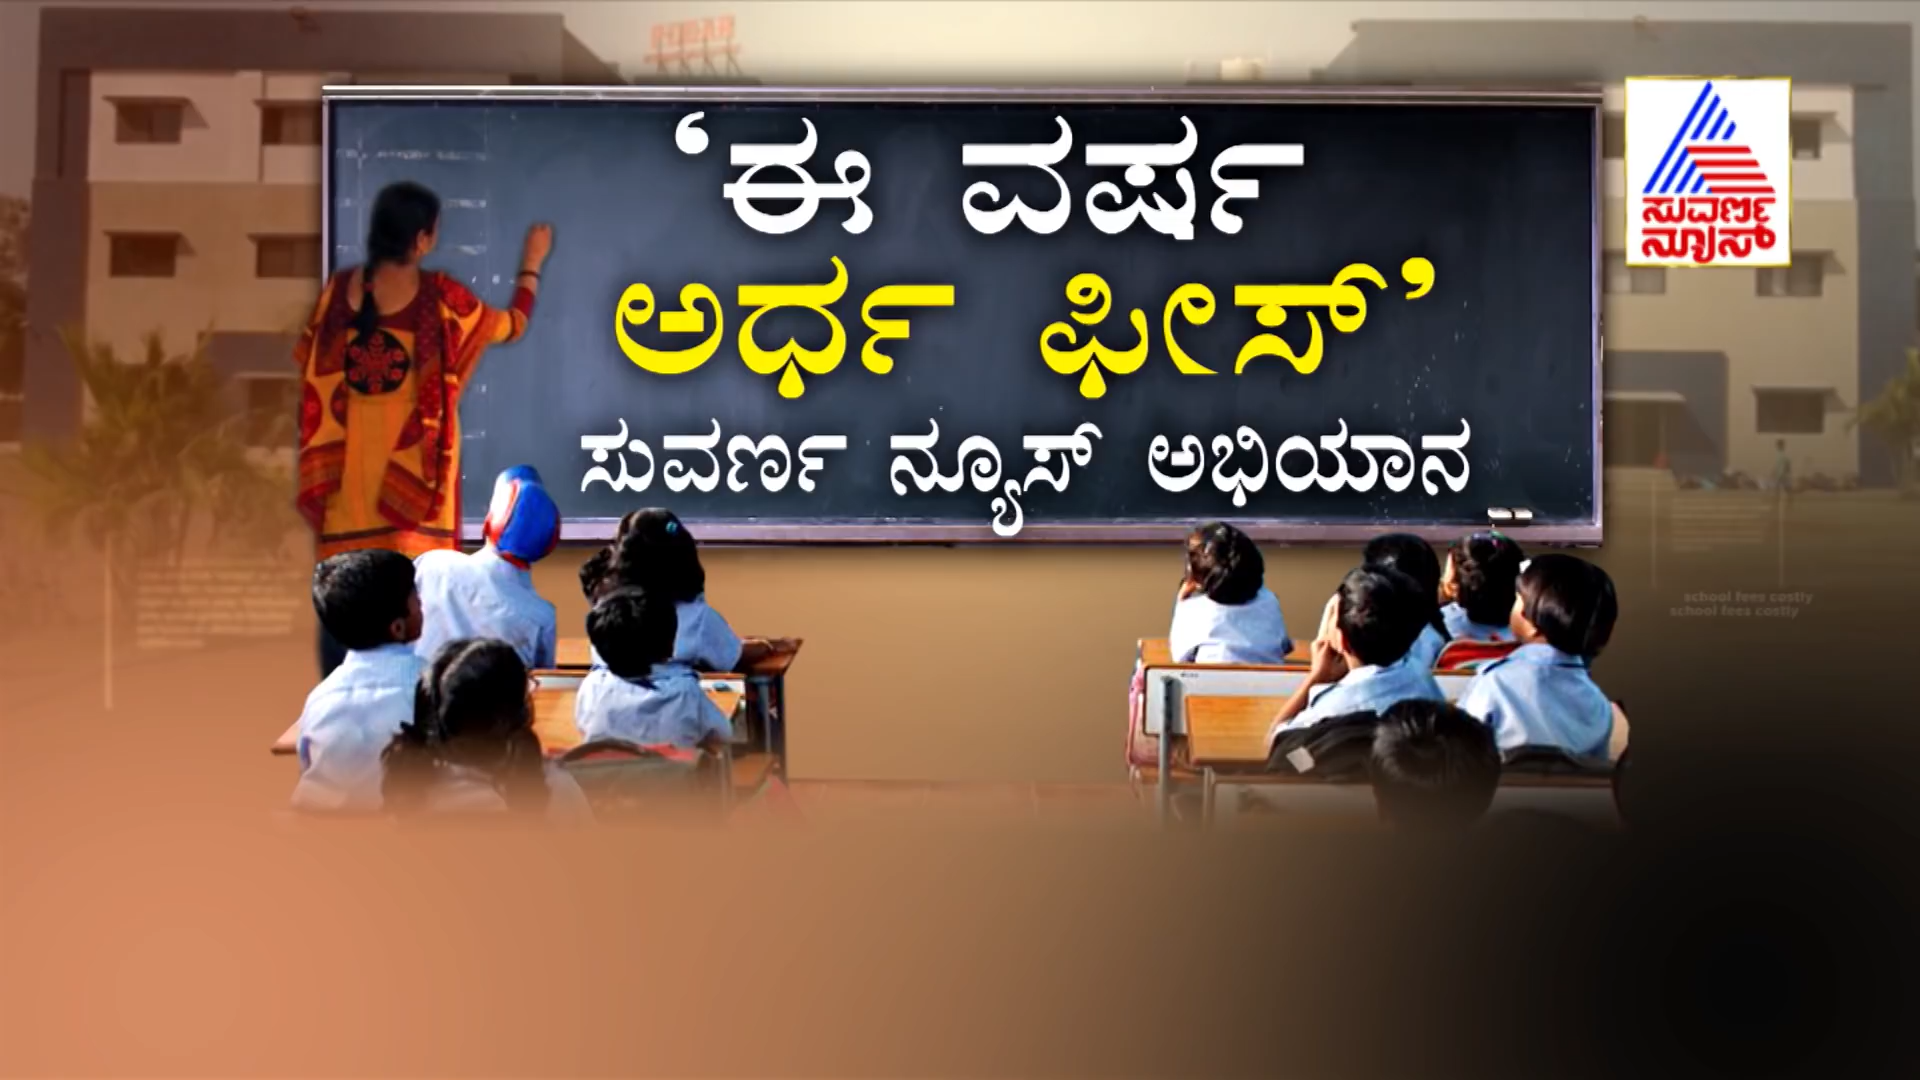 ‘ಈ ವರ್ಷ
ಅರ್ಧ ಫೀಸ್’
ಸುವರ್ಣ ನ್ಯೂಸ್ ಅಭಿಯಾನ
ಸುವರ್ಣ
ನ್ಯೂಸ್
school fees costly
school fees costly